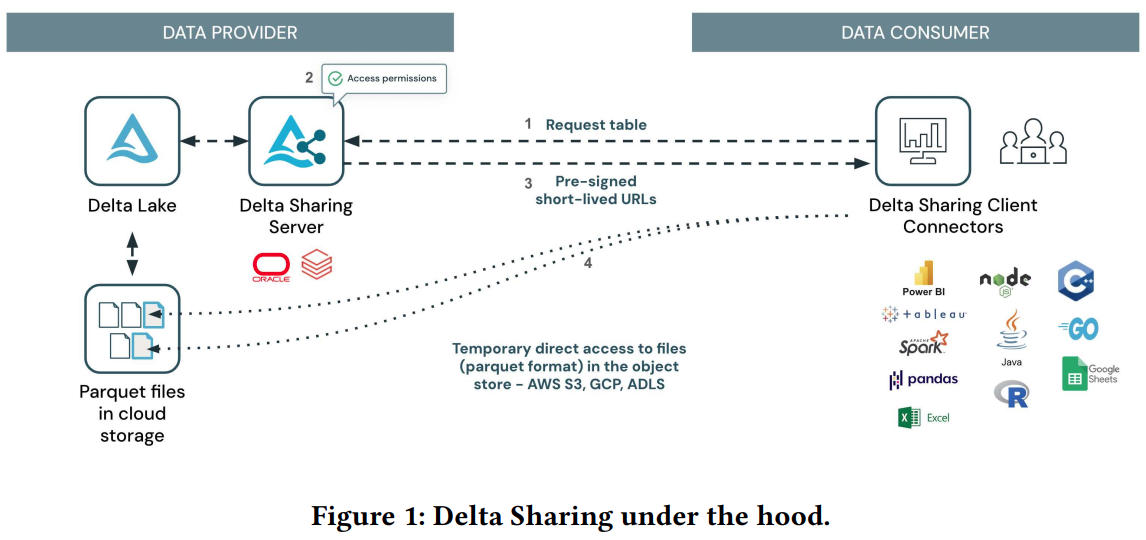 DATA PROVIDER
DATA CONSUMER
2
Access permissions
1
Request table
3
Pre-signed
short-lived URLs
Delta Lake
Delta Sharing
Server
ORACLE
Delta Sharing Client
Connectors
4
Power BI
node
JS
C++
+tableau
APACHE
Spark
Java
GO
pandas
R
Google
Sheets
Excel
Temporary direct access to files
(parquet format) in the object
store - AWS S3, GCP, ADLS
Parquet files
in cloud
storage
Figure 1: Delta Sharing under the hood.